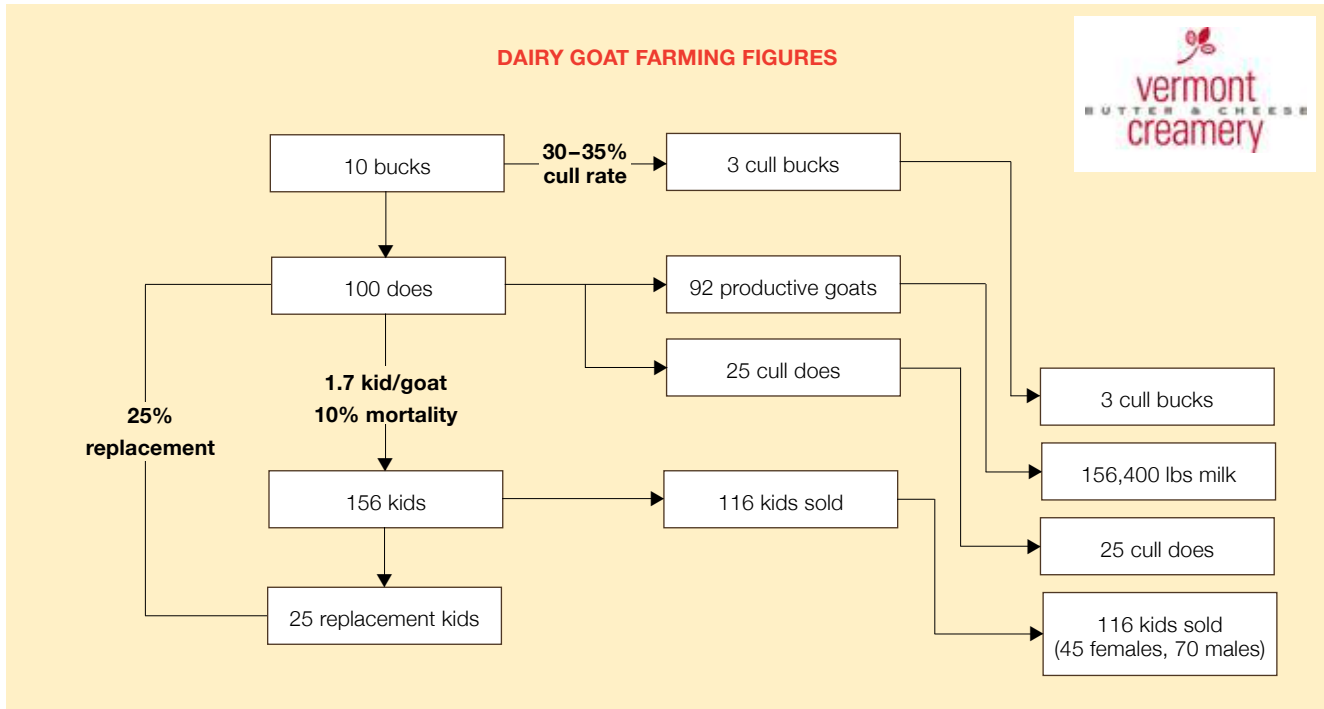 DAIRY GOAT FARMING FIGURES
vermont
BUTTER & CHEESE
creamery
10 bucks
30–35%
cull rate
3 cull bucks
100 does
92 productive goats
25 cull does
1.7 kid/goat
10% mortality
25%
replacement
3 cull bucks
156,400 lbs milk
156 kids
116 kids sold
25 cull does
25 replacement kids
116 kids sold
(45 females, 70 males)